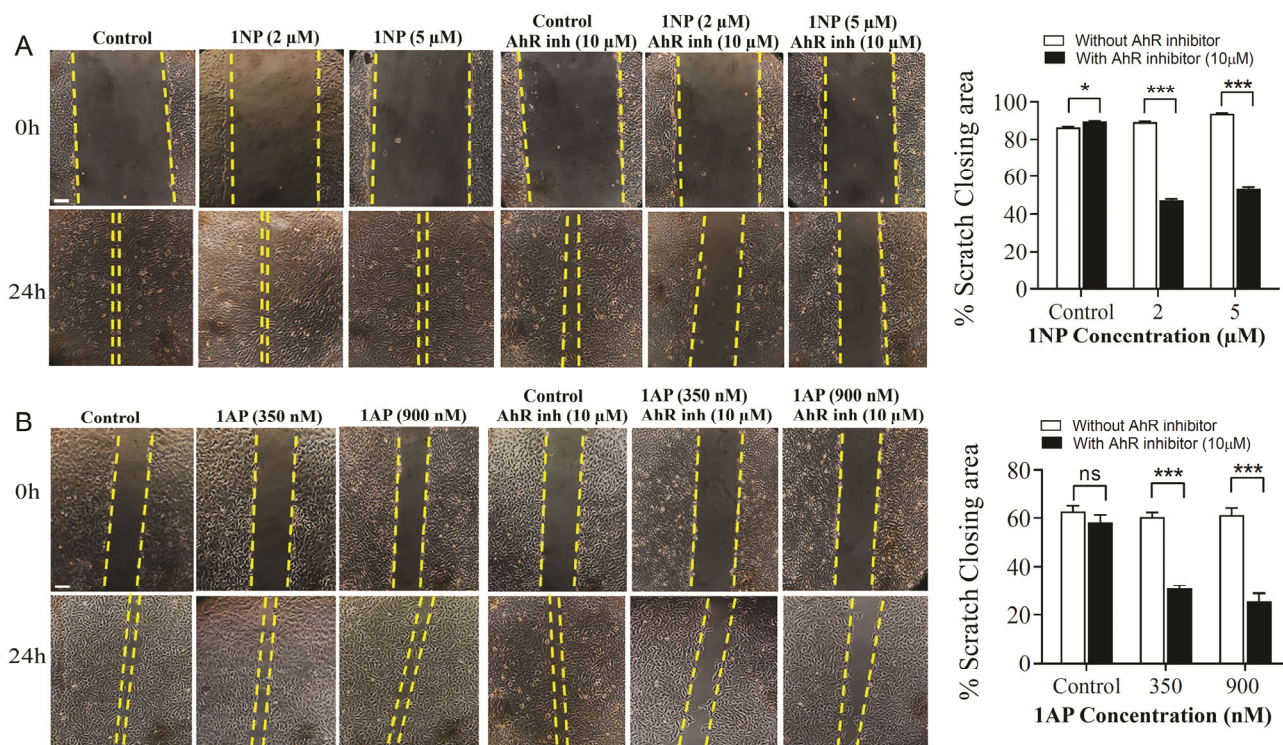 A
Control
1NP (2 µM)
1NP (5 µM)
Control
AhR inh (10 µM)
1NP (2 µM)
AhR inh (10 µM)
1NP (5 µM)
AhR inh (10 µM)
0h
24h
Without AhR inhibitor
With AhR inhibitor (10µM)
% Scratch Closing area
100
80
60
40
20
0
*
***
***
Control
2
5
1NP Concentration (µM)
B
Control
1AP (350 nM)
1AP (900 nM)
Control
AhR inh (10 µM)
1AP (350 nM)
AhR inh (10 µM)
1AP (900 nM)
AhR inh (10 µM)
0h
24h
Without AhR inhibitor
With AhR inhibitor (10µM)
% Scratch Closing area
80
60
40
20
0
ns
***
***
Control
350
900
1AP Concentration (nM)